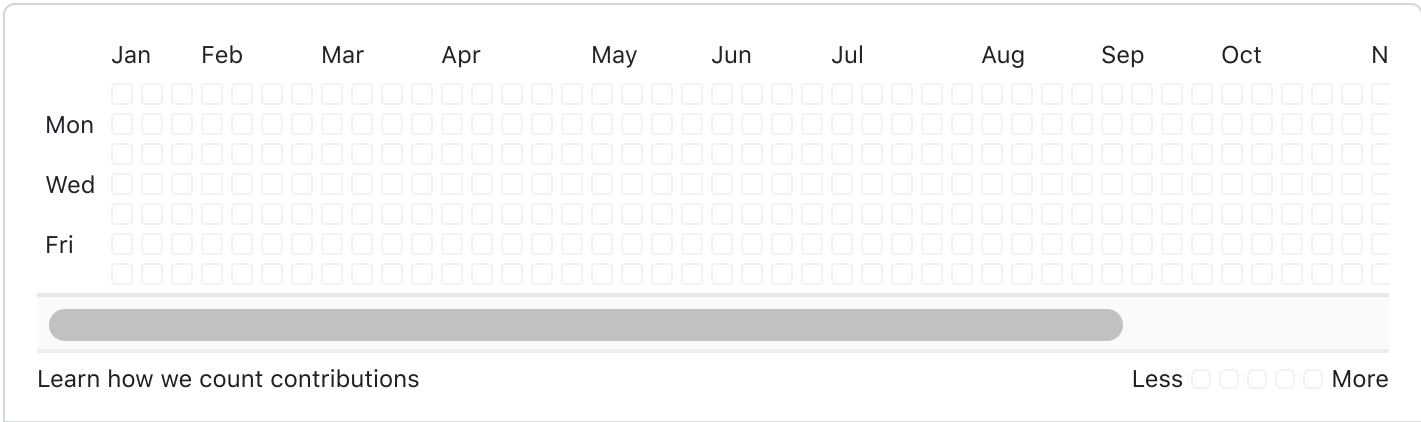 Jan Feb Mar Apr May Jun Jul Aug Sep Oct N
Mon
Wed
Fri
Learn how we count contributions
Less More